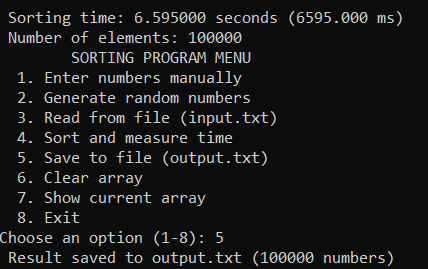 Sorting time: 6.595000 seconds (6595.000 ms)
Number of elements: 100000
SORTING PROGRAM MENU
1. Enter numbers manually
2. Generate random numbers
3. Read from file (input.txt)
4. Sort and measure time
5. Save to file (output.txt)
6. Clear array
7. Show current array
8. Exit
Choose an option (1-8): 5
Result saved to output.txt (100000 numbers)